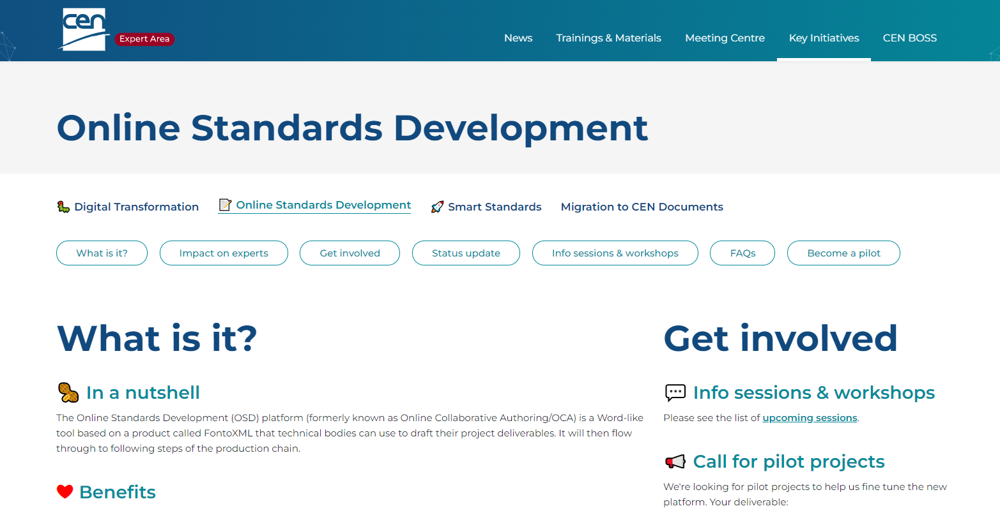 cen
Expert Area
News
Trainings & Materials
Meeting Centre
Key Initiatives
CEN BOSS
Online Standards Development
Digital Transformation
Online Standards Development
Smart Standards
Migration to CEN Documents
What is it?
Impact on experts
Get involved
Status update
Info sessions & workshops
FAQs
Become a pilot
What is it?
In a nutshell
The Online Standards Development (OSD) platform (formerly known as Online Collaborative Authoring/OCA) is a Word-like
tool based on a product called FontoXML that technical bodies can use to draft their project deliverables. It will then flow
through to following steps of the production chain.
Benefits
Get involved
Info sessions & workshops
Please see the list of upcoming sessions.
Call for pilot projects
We're looking for pilot projects to help us fine tune the new
platform. Your deliverable: